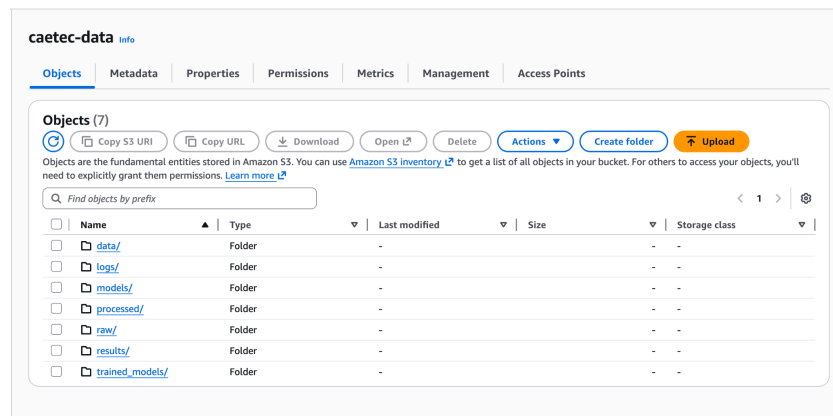 caetec-data Info
Objects Metadata Properties Permissions Metrics Management Access Points
Objects (7)
Copy S3 URI Copy URL Download Open Delete Actions Create folder Upload
Objects are the fundamental entities stored in Amazon S3. You can use Amazon S3 inventory to get a list of all objects in your bucket. For others to access your objects, you'll
need to explicitly grant them permissions. Learn more
Find objects by prefix 1
Name Type Last modified Size Storage class
data/ Folder - - -
logs/ Folder - - -
models/ Folder - - -
processed/ Folder - - -
raw/ Folder - - -
results/ Folder - - -
trained_models/ Folder - - -